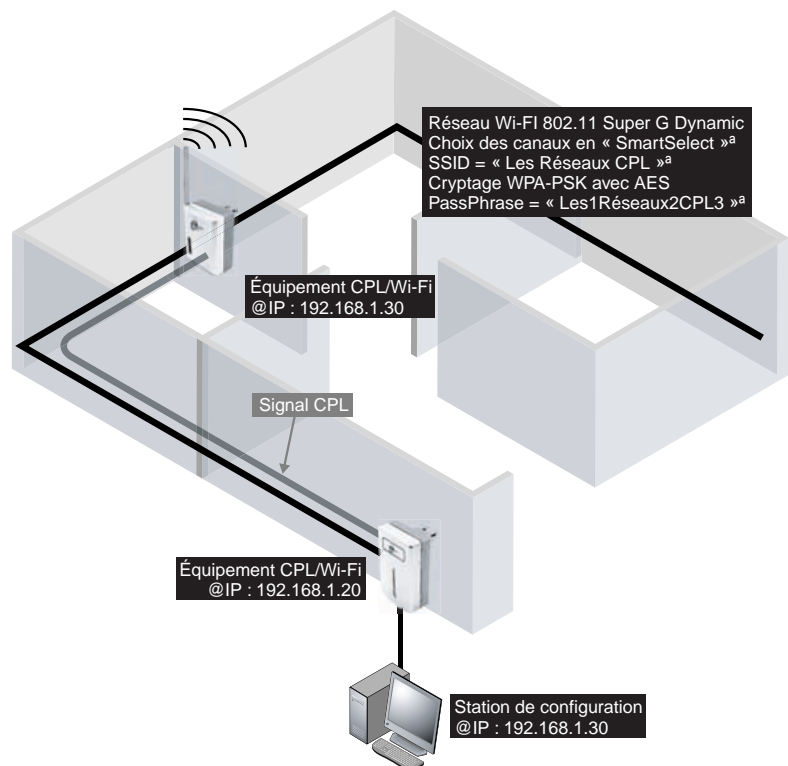 Réseau Wi-FI 802.11 Super G Dynamic
Choix des canaux en « SmartSelect »ª
SSID = « Les Réseaux CPL »ª
Cryptage WPA-PSK avec AES
PassPhrase = « Les1Réseaux2CPL3 »ª
Équipement CPL/Wi-Fi
@IP : 192.168.1.30
Signal CPL
Équipement CPL/Wi-Fi
@IP : 192.168.1.20
Station de configuration
@IP : 192.168.1.30